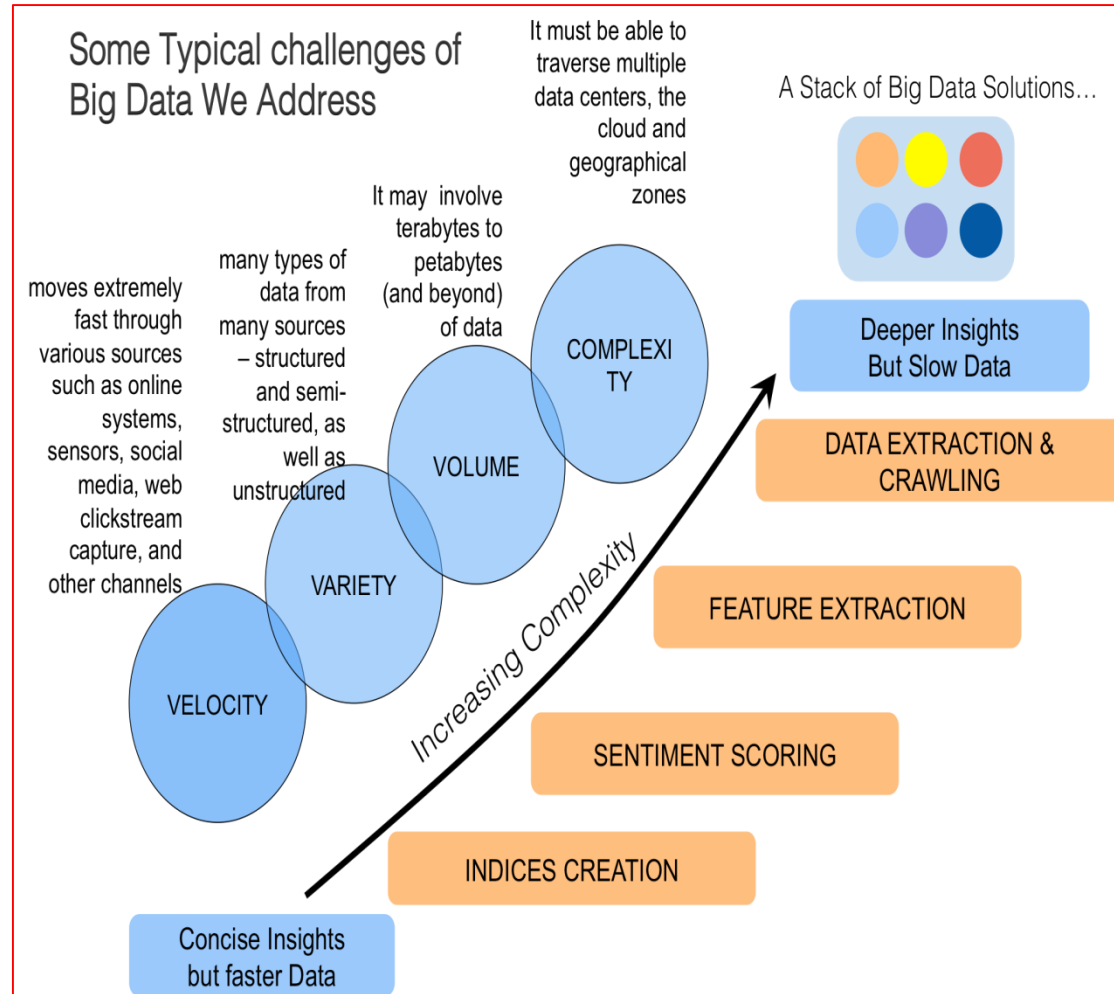 Some Typical challenges of
Big Data We Address
It must be able to
traverse multiple
data centers, the
cloud and
geographical
zones
A Stack of Big Data Solutions…
It may involve
terabytes to
petabytes
(and beyond)
of data
many types of
data from
many sources
– structured
and semi-
structured, as
well as
unstructured
moves extremely
fast through
various sources
such as online
systems,
sensors, social
media, web
clickstream
capture, and
other channels
COMPLEXI
TY
VOLUME
VARIETY
VELOCITY
Increasing Complexity
Deeper Insights
But Slow Data
DATA EXTRACTION &
CRAWLING
FEATURE EXTRACTION
SENTIMENT SCORING
INDICES CREATION
Concise Insights
but faster Data